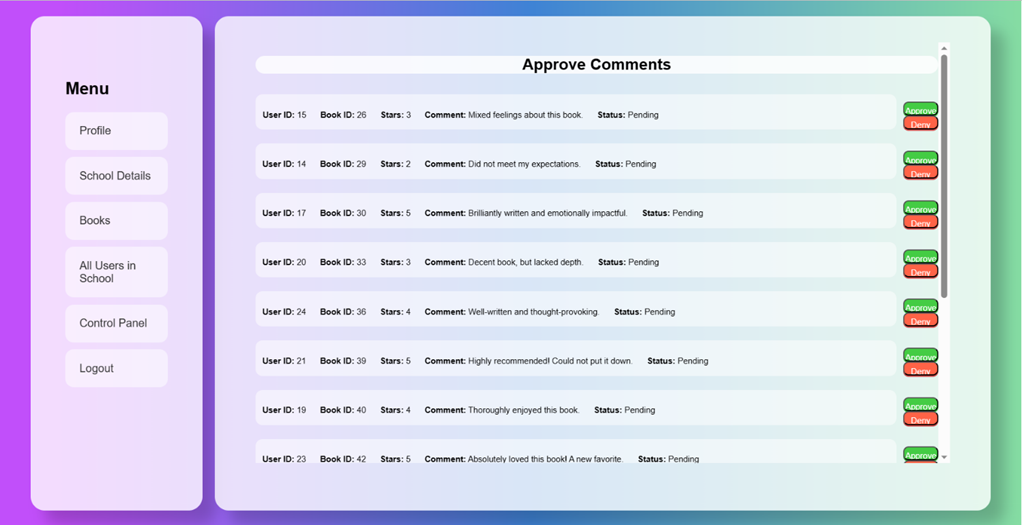 Menu
Profile
School Details
Books
All Users in
School
Control Panel
Logout
Approve Comments
User ID: 15 Book ID: 26 Stars: 3 Comment: Mixed feelings about this book. Status: Pending
Approve
Deny
User ID: 14 Book ID: 29 Stars: 2 Comment: Did not meet my expectations. Status: Pending
Approve
Deny
User ID: 17 Book ID: 30 Stars: 5 Comment: Brilliantly written and emotionally impactful. Status: Pending
Approve
Deny
User ID: 20 Book ID: 33 Stars: 3 Comment: Decent book, but lacked depth. Status: Pending
Approve
Deny
User ID: 24 Book ID: 36 Stars: 4 Comment: Well-written and thought-provoking. Status: Pending
Approve
Deny
User ID: 21 Book ID: 39 Stars: 5 Comment: Highly recommended! Could not put it down. Status: Pending
Approve
Deny
User ID: 19 Book ID: 40 Stars: 4 Comment: Thoroughly enjoyed this book. Status: Pending
Approve
Deny
User ID: 23 Book ID: 42 Stars: 5 Comment: Absolutely loved this book! A new favorite. Status: Pending
Approve